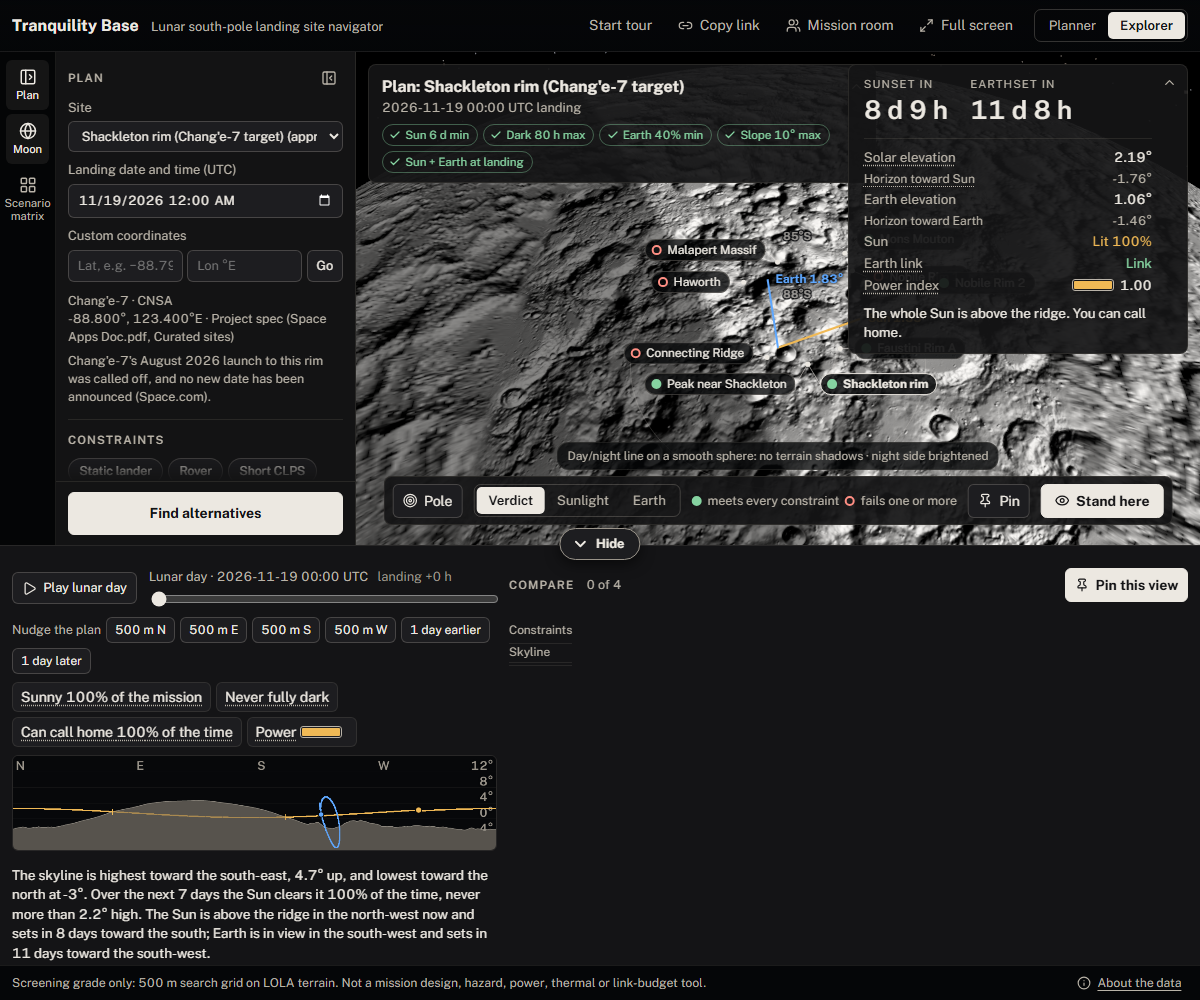 Tranquility Base
Lunar south-pole landing site navigator
Start tour
Copy link
Mission room
Full screen
Planner
Explorer
Plan
Moon
Scenario
matrix
PLAN
Site
Shackleton rim (Chang'e-7 target) (appr
Landing date and time (UTC)
11/19/2026 12:00 AM
Custom coordinates
Lat, e.g. −88.79
Lon °E
Go
Chang'e-7 · CNSA
-88.800°, 123.400°E · Project spec (Space
Apps Doc.pdf, Curated sites)
Chang'e-7's August 2026 launch to this rim
was called off, and no new date has been
announced (Space.com).
CONSTRAINTS
Static lander
Rover
Short CLPS
Find alternatives
Plan: Shackleton rim (Chang'e-7 target)
2026-11-19 00:00 UTC landing
Sun 6 d min
Dark 80 h max
Earth 40% min
Slope 10° max
Sun + Earth at landing
SUNSET IN
8 d 9 h
EARTHSET IN
11 d 8 h
Solar elevation 2.19°
Horizon toward Sun -1.76°
Earth elevation 1.06°
Horizon toward Earth -1.46°
Sun Lit 100%
Earth link Link
Power index 1.00
The whole Sun is above the ridge. You can call
home.
Mons Mouton
Nobile Rim 2
Faustini Rim A
85°S
Malapert Massif
Earth 1.83°
Haworth
88°S
Connecting Ridge
Peak near Shackleton
Shackleton rim
Day/night line on a smooth sphere: no terrain shadows · night side brightened
Pole
Verdict
Sunlight
Earth
meets every constraint
fails one or more
Pin
Stand here
Hide
Play lunar day
Lunar day · 2026-11-19 00:00 UTC landing +0 h
Nudge the plan
500 m N
500 m E
500 m S
500 m W
1 day earlier
1 day later
Sunny 100% of the mission
Never fully dark
Can call home 100% of the time
Power
N E S W 12°
8°
4°
0°
4°
The skyline is highest toward the south-east, 4.7° up, and lowest toward the
north at -3°. Over the next 7 days the Sun clears it 100% of the time, never
more than 2.2° high. The Sun is above the ridge in the north-west now and
sets in 8 days toward the south; Earth is in view in the south-west and sets in
11 days toward the south-west.
COMPARE 0 of 4
Pin this view
Constraints
Skyline
Screening grade only: 500 m search grid on LOLA terrain. Not a mission design, hazard, power, thermal or link-budget tool.
About the data